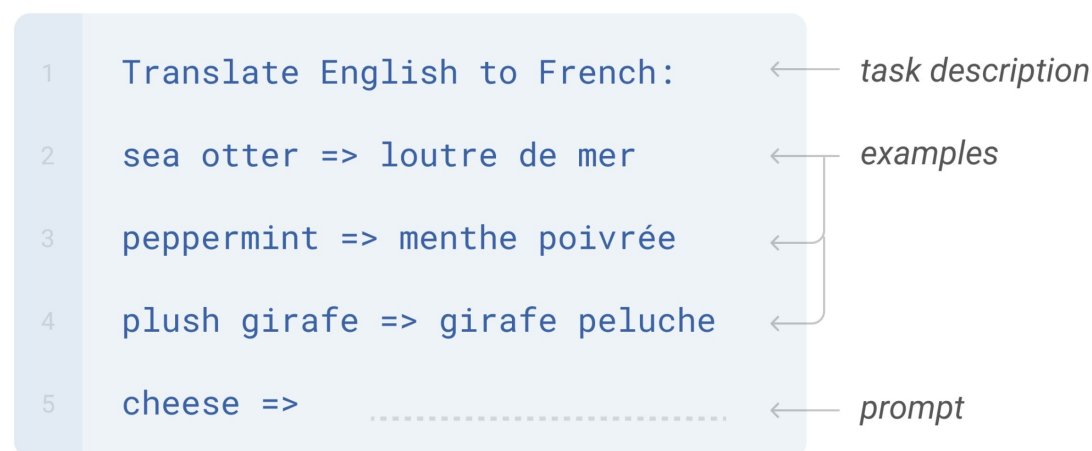 1 Translate English to French: task description
2 sea otter => loutre de mer examples
3 peppermint => menthe poivrée
4 plush girafe => girafe peluche
5 cheese => prompt